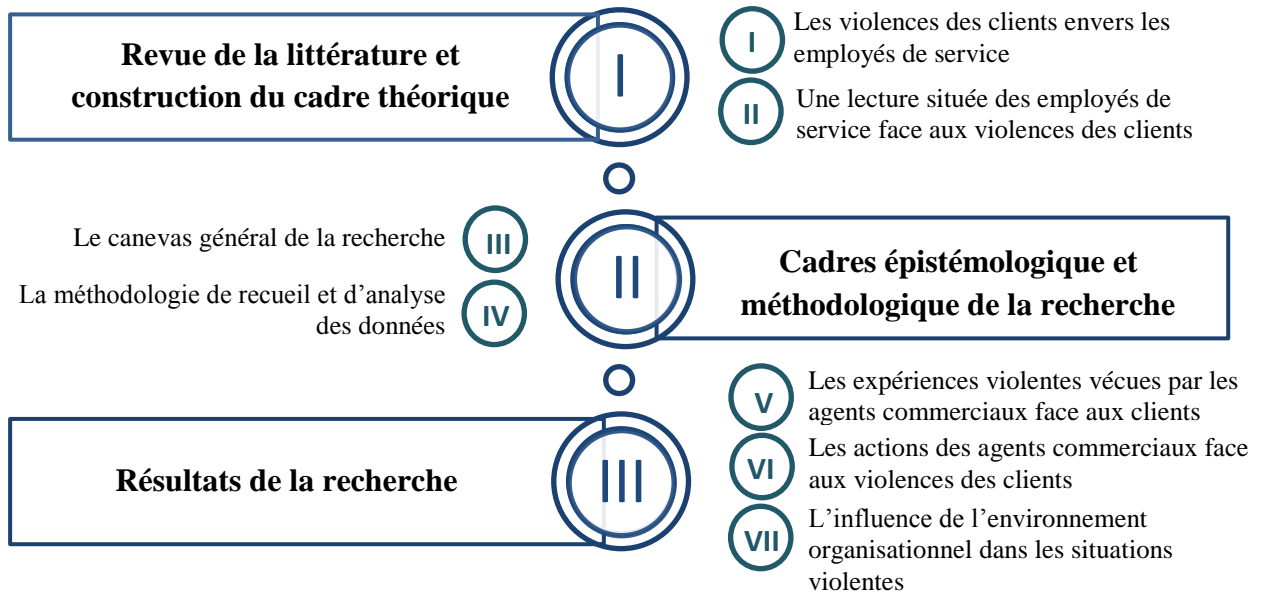 Revue de la littérature et
construction du cadre théorique
I
I
Les violences des clients envers les
employés de service
II
Une lecture située des employés de
service face aux violences des clients
Le canevas général de la recherche
III
La méthodologie de recueil et d’analyse
des données
IV
II
Cadres épistémologique et
méthodologique de la recherche
Résultats de la recherche
III
V
Les expériences violentes vécues par les
agents commerciaux face aux clients
VI
Les actions des agents commerciaux face
aux violences des clients
VII
L’influence de l’environnement
organisationnel dans les situations
violentes